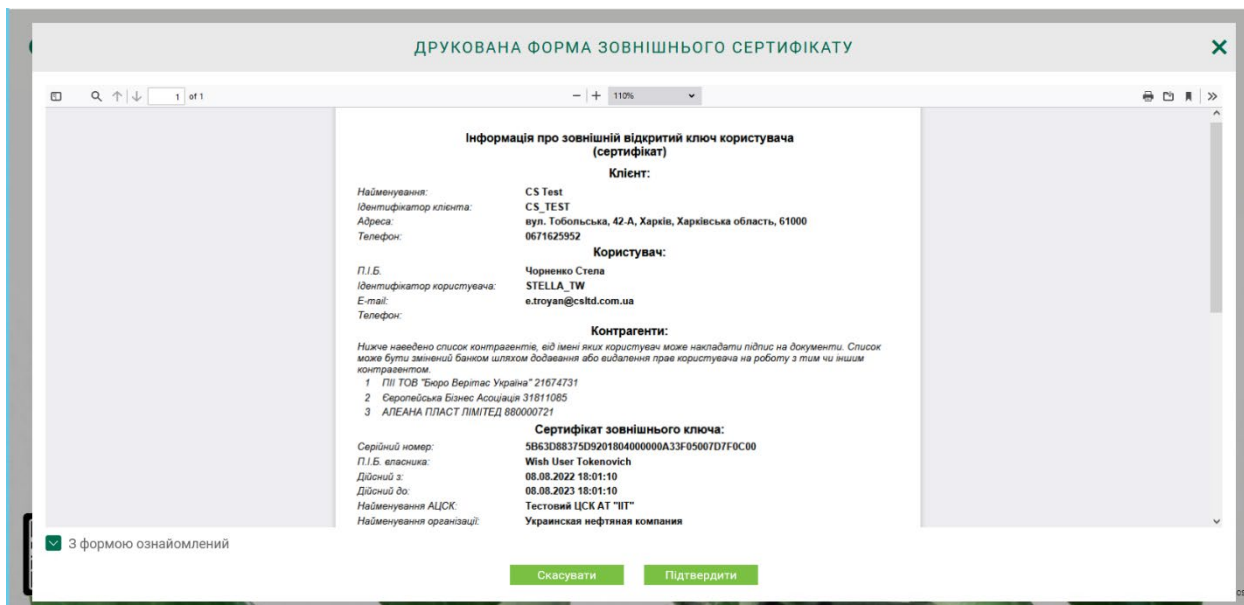 ДРУКОВАНА ФОРМА ЗОВНІШНЬОГО СЕРТИФІКАТУ
1 of 1
110%
Інформація про зовнішній відкритий ключ користувача
(сертифікат)
Клієнт:
Найменування: CS Test
Ідентифікатор клієнта: CS_TEST
Адреса: вул. Тобольська, 42-А, Харків, Харківська область, 61000
Телефон: 0671625952
Користувач:
П.І.Б. Чорненко Стела
Ідентифікатор користувача: STELLA_TW
E-mail: e.troyan@csltd.com.ua
Телефон:
Контрагенти:
Нижче наведено список контрагентів, від імені яких користувач може накладати підпис на документи. Список
може бути змінений банком шляхом додавання або видалення прав користувача на роботу з тим чи іншим
контрагентом.
1 ПІІ ТОВ "Бюро Верітас Україна" 21674731
2 Європейська Бізнес Асоціація 31811085
3 АЛЕАНА ПЛАСТ ЛІМІТЕД 880000721
Сертифікат зовнішнього ключа:
Серійний номер: 5B63D88375D9201804000000A33F05007D7F0C00
П.І.Б. власника: Wish User Tokenovich
Дійсний з: 08.08.2022 18:01:10
Дійсний до: 08.08.2023 18:01:10
Найменування АЦСК: Тестовий ЦСК АТ "ІІТ"
Найменування організації: Украинская нефтяная компания
З формою ознайомлений
Скасувати Підтвердити